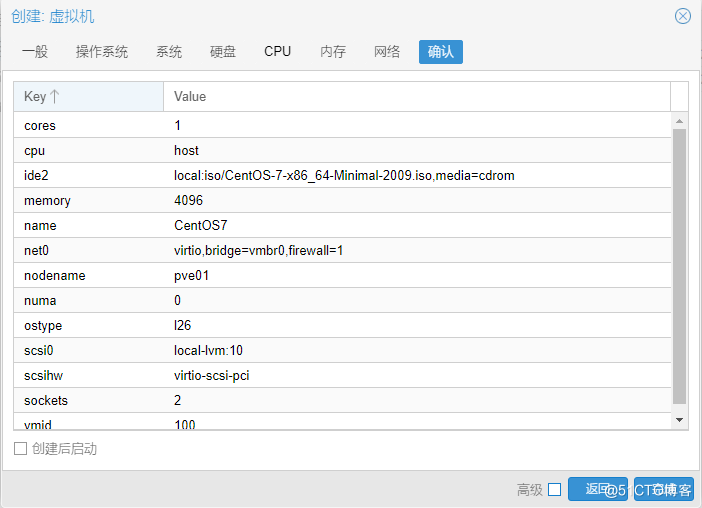 创建: 虚拟机
一般 操作系统 系统 硬盘 CPU 内存 网络 确认
Key Value
cores 1
cpu host
ide2 local:iso/CentOS-7-x86_64-Minimal-2009.iso,media=cdrom
memory 4096
name CentOS7
net0 virtio,bridge=vmbr0,firewall=1
nodename pve01
numa 0
ostype l26
scsi0 local-lvm:10
scsihw virtio-scsi-pci
sockets 2
vmid 100
创建后启动
高级 返回 完成
@51CTO博客